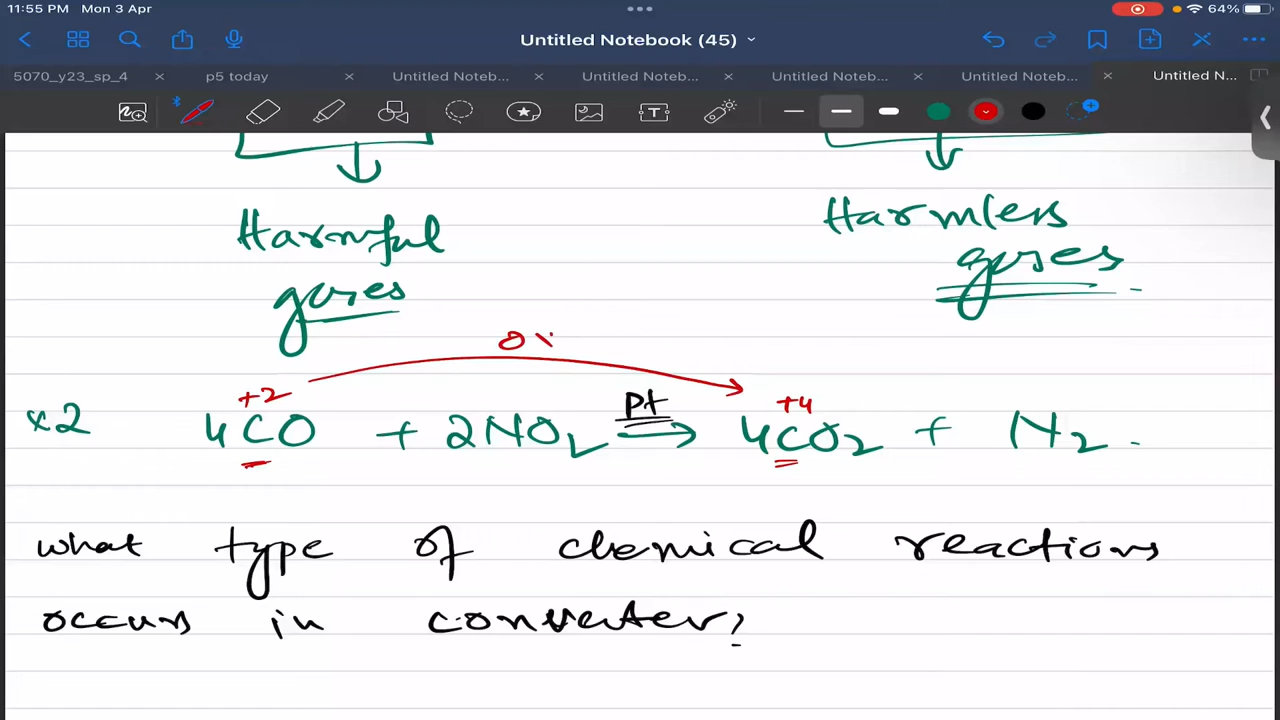 11:55 PM Mon 3 Apr
64%
Untitled Notebook (45)
5070_y23_sp_4 × p5 today × Untitled Noteb... × Untitled Noteb... × Untitled Noteb... × Untitled Noteb... × Untitled N...
Harmful
gases
Harmless
gases
ox
+2
+4
Pt
×2 4CO + 2NO2 → 4CO2 + N2.
what type of chemical reactions
occurs in converter?